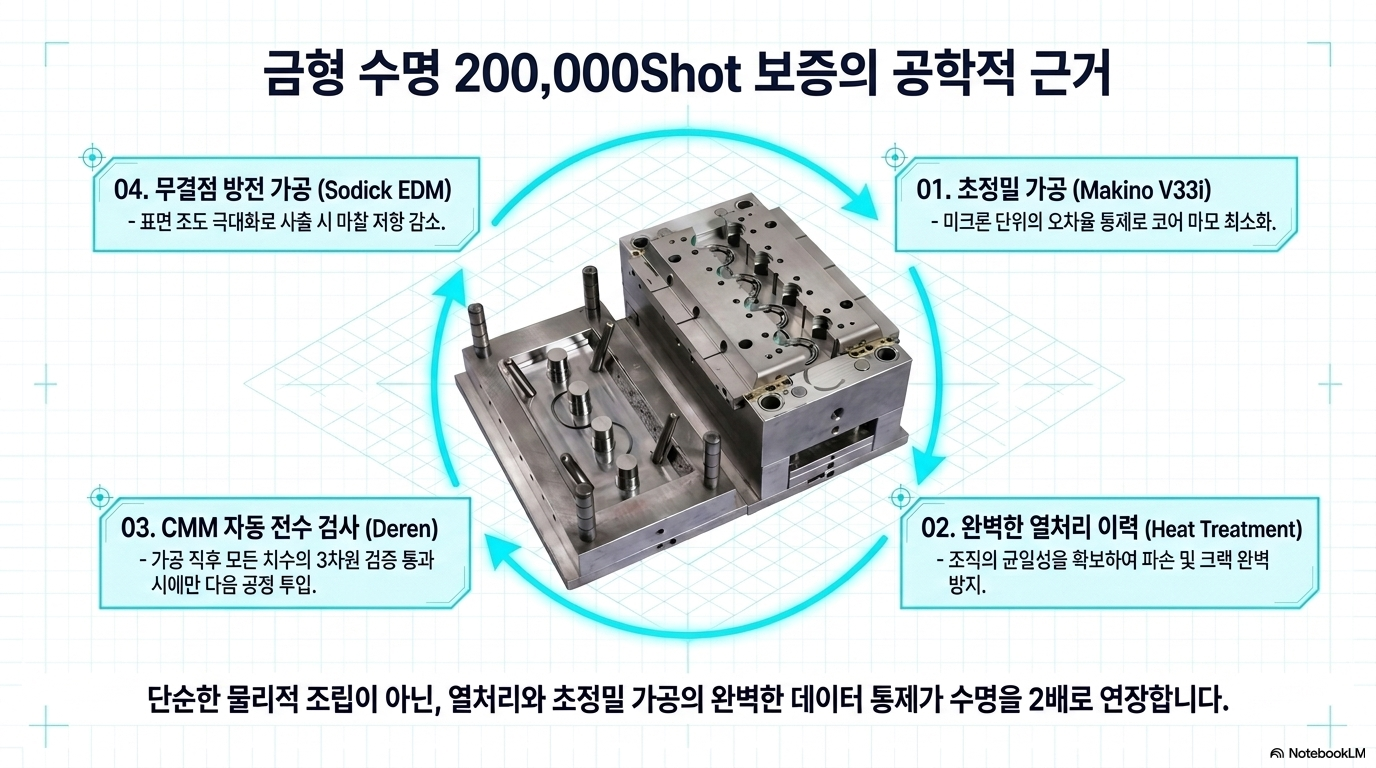 금형 수명 200,000Shot 보증의 공학적 근거
04. 무결점 방전 가공 (Sodick EDM)
- 표면 조도 극대화로 사출 시 마찰 저항 감소.
01. 초정밀 가공 (Makino V33i)
- 미크론 단위의 오차율 통제로 코어 마모 최소화.
03. CMM 자동 전수 검사 (Deren)
- 가공 직후 모든 치수의 3차원 검증 통과
시에만 다음 공정 투입.
02. 완벽한 열처리 이력 (Heat Treatment)
- 조직의 균일성을 확보하여 파손 및 크랙 완벽
방지.
단순한 물리적 조립이 아닌, 열처리와 초정밀 가공의 완벽한 데이터 통제가 수명을 2배로 연장합니다.
NotebookLM